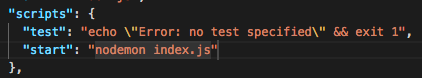 "scripts": {
"test": "echo \"Error: no test specified\" && exit 1",
"start": "nodemon index.js"
},